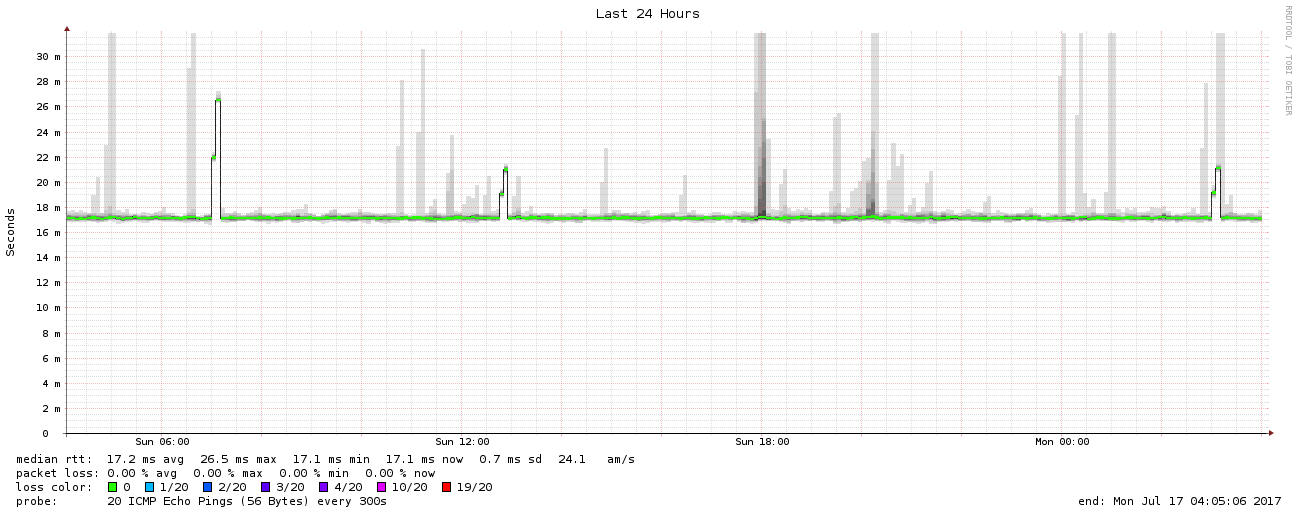 Last 24 Hours
RRDTOOL / TOBI OETIKER
30 m
28 m
26 m
24 m
22 m
20 m
18 m
16 m
14 m
12 m
10 m
8 m
6 m
4 m
2 m
0
Seconds
Sun 06:00 Sun 12:00 Sun 18:00 Mon 00:00
median rtt: 17.2 ms avg 26.5 ms max 17.1 ms min 17.1 ms now 0.7 ms sd 24.1 am/s
packet loss: 0.00 % avg 0.00 % max 0.00 % min 0.00 % now
loss color: 0 1/20 2/20 3/20 4/20 10/20 19/20
probe: 20 ICMP Echo Pings (56 Bytes) every 300s end: Mon Jul 17 04:05:06 2017